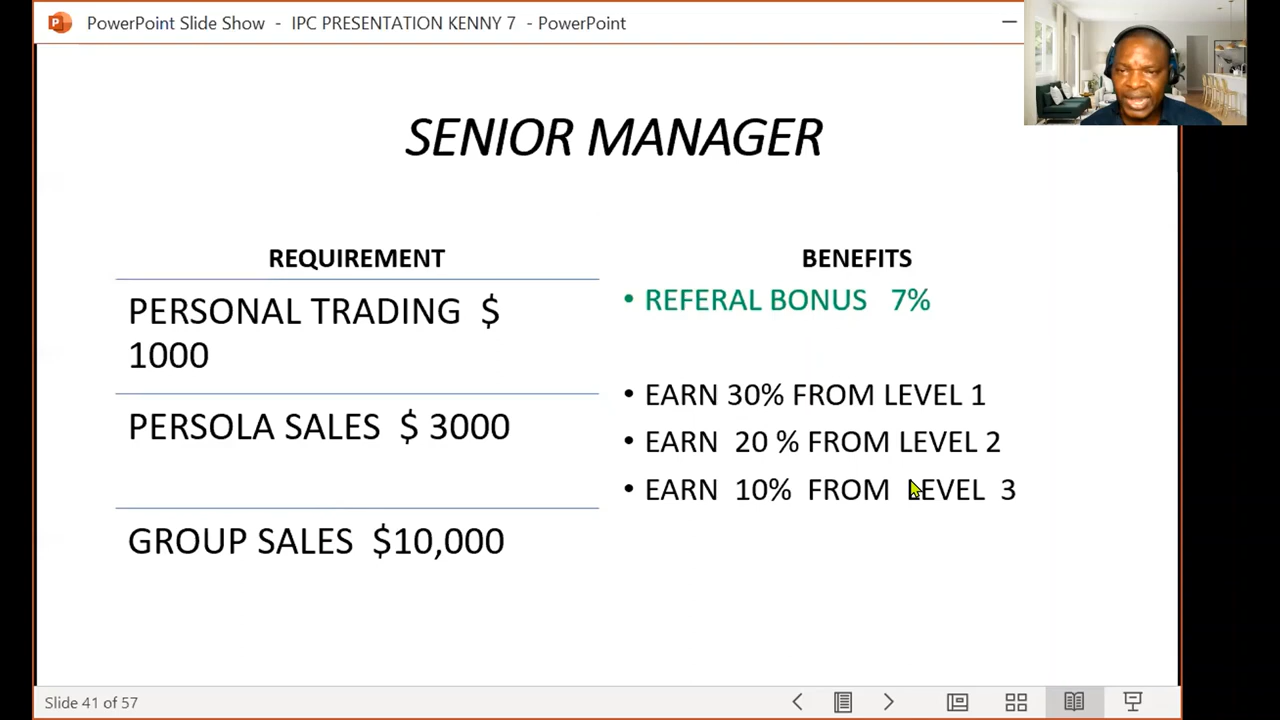 PowerPoint Slide Show - IPC PRESENTATION KENNY 7 - PowerPoint
SENIOR MANAGER
REQUIREMENT
PERSONAL TRADING $
1000
PERSOLA SALES $ 3000
GROUP SALES $10,000
BENEFITS
• REFERAL BONUS 7%
• EARN 30% FROM LEVEL 1
• EARN 20 % FROM LEVEL 2
• EARN 10% FROM LEVEL 3
Slide 41 of 57